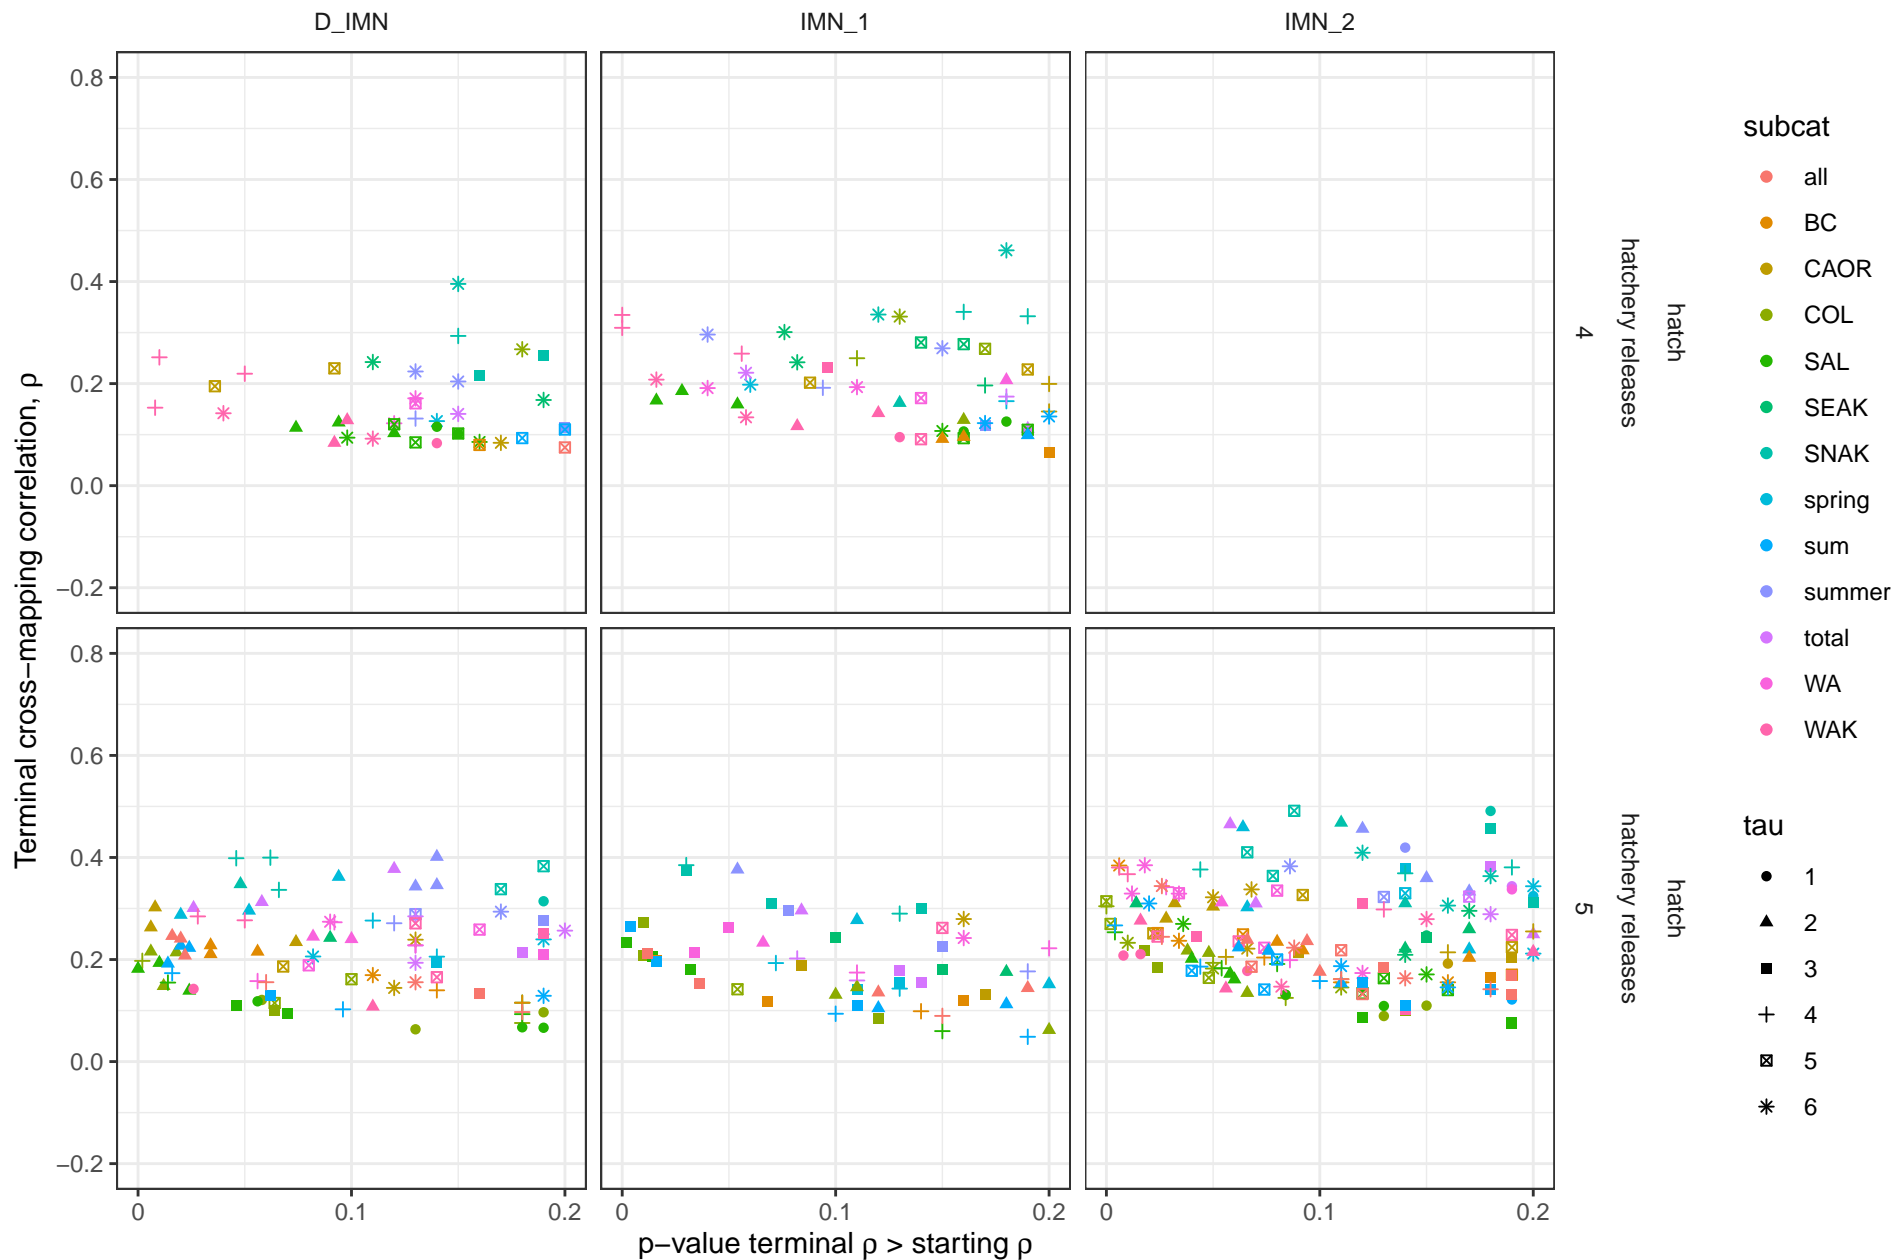 D_IMN
IMN_1
IMN_2
0.8
0.6
0.4
0.2
0.0
−0.2
hatch
hatchery releases
4
0.8
0.6
0.4
0.2
0.0
−0.2
hatch
hatchery releases
5
0
0.1
0.2
0
0.1
0.2
0
0.1
0.2
p−value terminal ρ > starting ρ
Terminal cross−mapping correlation, ρ
subcat
all
BC
CAOR
COL
SAL
SEAK
SNAK
spring
sum
summer
total
WA
WAK
tau
1
2
3
4
5
6